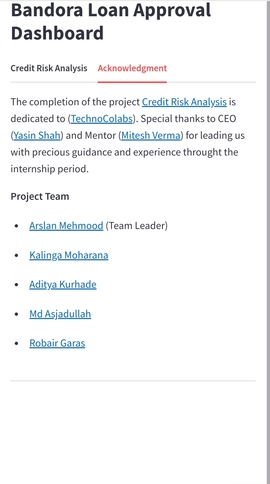 Bandora Loan Approval
Dashboard
Credit Risk Analysis Acknowledgment
The completion of the project Credit Risk Analysis is
dedicated to (TechnoColabs). Special thanks to CEO
(Yasin Shah) and Mentor (Mitesh Verma) for leading us
with precious guidance and experience throught the
internship period.
Project Team
• Arslan Mehmood (Team Leader)
• Kalinga Moharana
• Aditya Kurhade
• Md Asjadullah
• Robair Garas